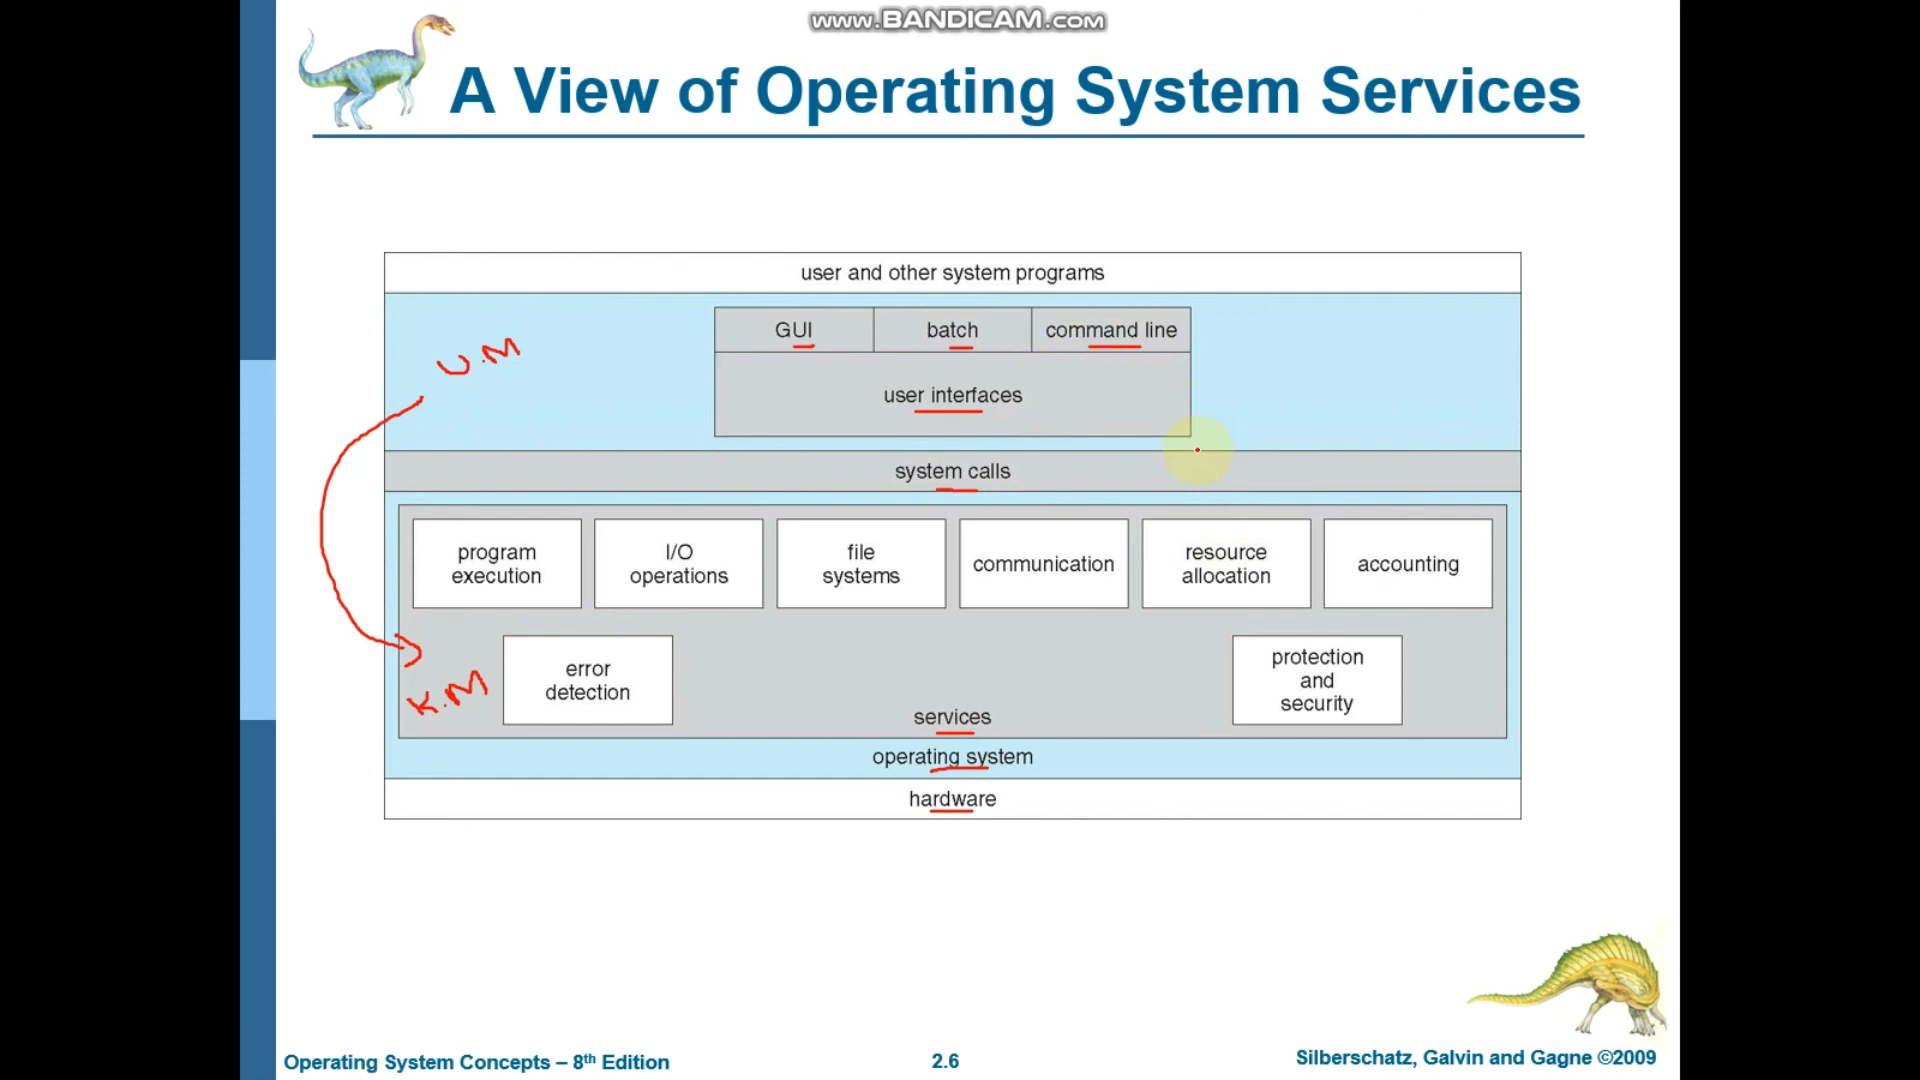 www.BANDICAM.com
A View of Operating System Services
user and other system programs
GUI batch command line
user interfaces
U.M
system calls
program execution
I/O operations
file systems
communication
resource allocation
accounting
error detection
protection and security
K.M
services
operating system
hardware
Operating System Concepts – 8th Edition
2.6
Silberschatz, Galvin and Gagne ©2009